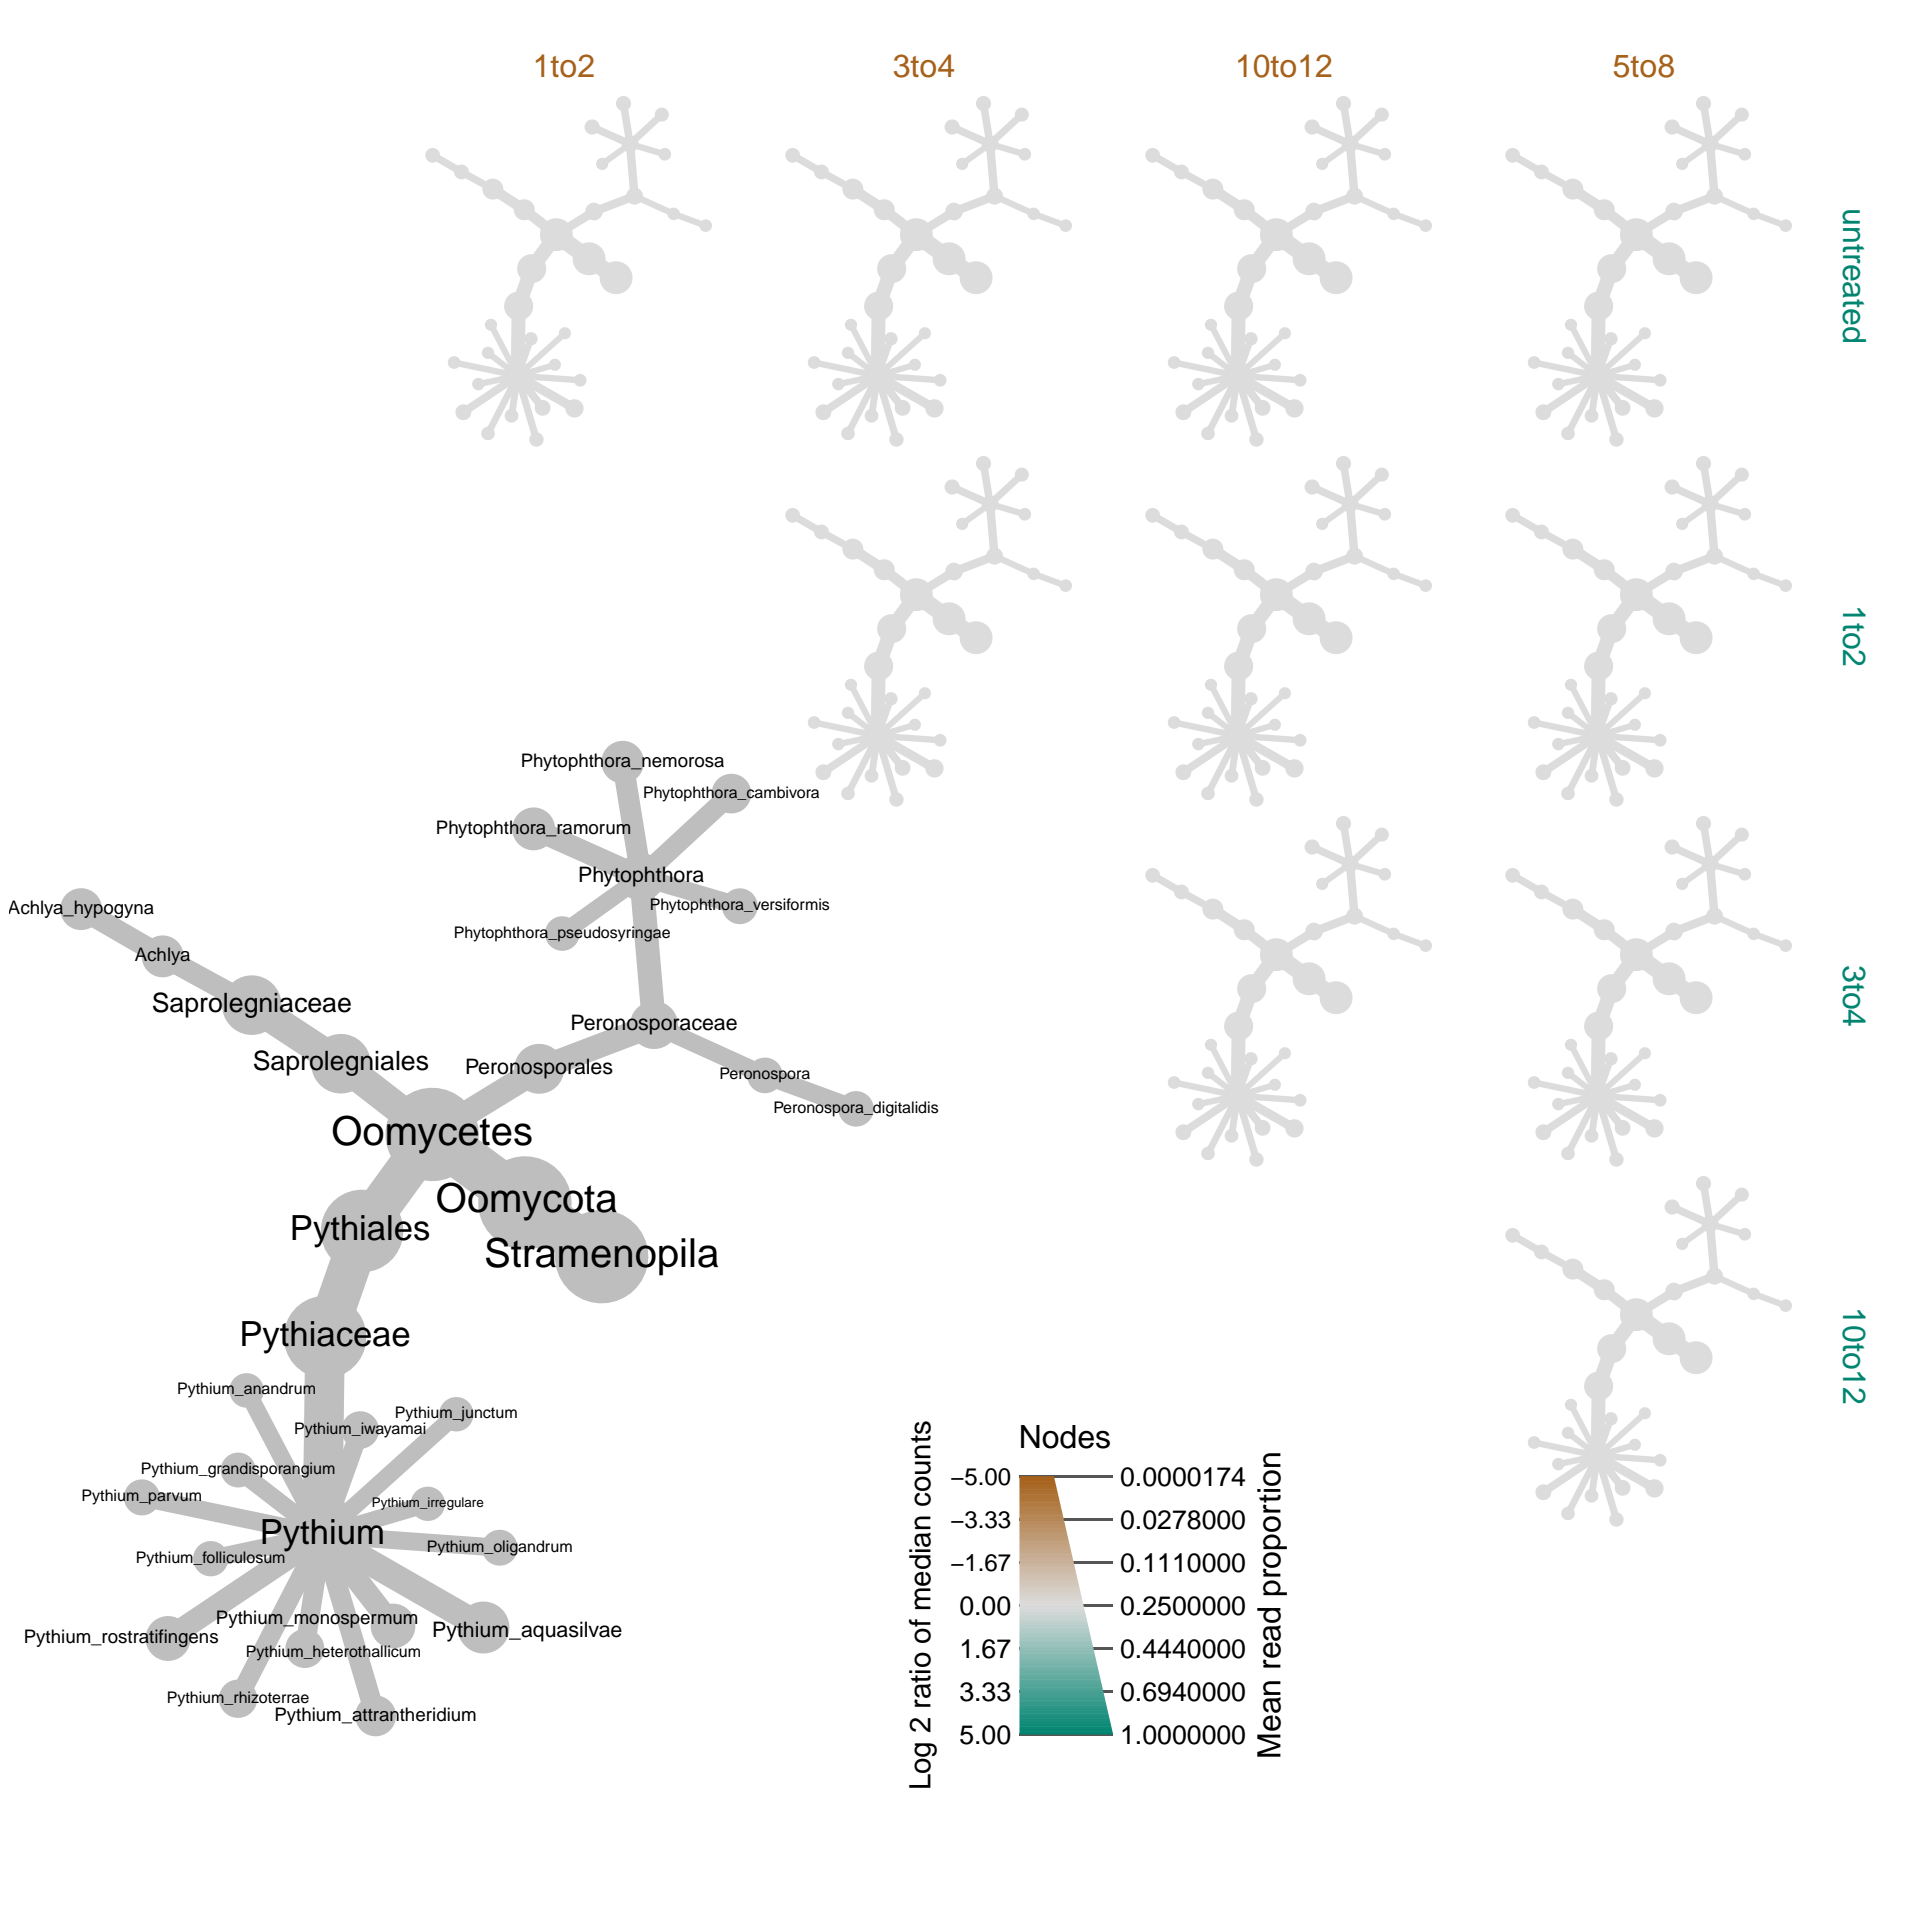 1to2
3to4
10to12
5to8
untreated
1to2
3to4
10to12
Phytophthora_nemorosa
Phytophthora_cambivora
Phytophthora_ramorum
Phytophthora
Phytophthora_versiformis
Phytophthora_pseudosyringae
Achlya_hypogyna
Achlya
Saprolegniaceae
Peronosporaceae
Saprolegniales
Peronosporales
Peronospora
Peronospora_digitalidis
Oomycetes
Oomycota
Pythiales
Stramenopila
Pythiaceae
Pythium_anandrum
Pythium_junctum
Pythium_iwayamai
Pythium_grandisporangium
Pythium_parvum
Pythium_irregulare
Pythium
Pythium_oligandrum
Pythium_folliculosum
Pythium_monospermum
Pythium_aquasilvae
Pythium_rostratifingens
Pythium_heterothallicum
Pythium_rhizoterrae
Pythium_attrantheridium
Nodes
Log 2 ratio of median counts
Mean read proportion
−5.00 0.0000174
−3.33 0.0278000
−1.67 0.1110000
0.00 0.2500000
1.67 0.4440000
3.33 0.6940000
5.00 1.0000000